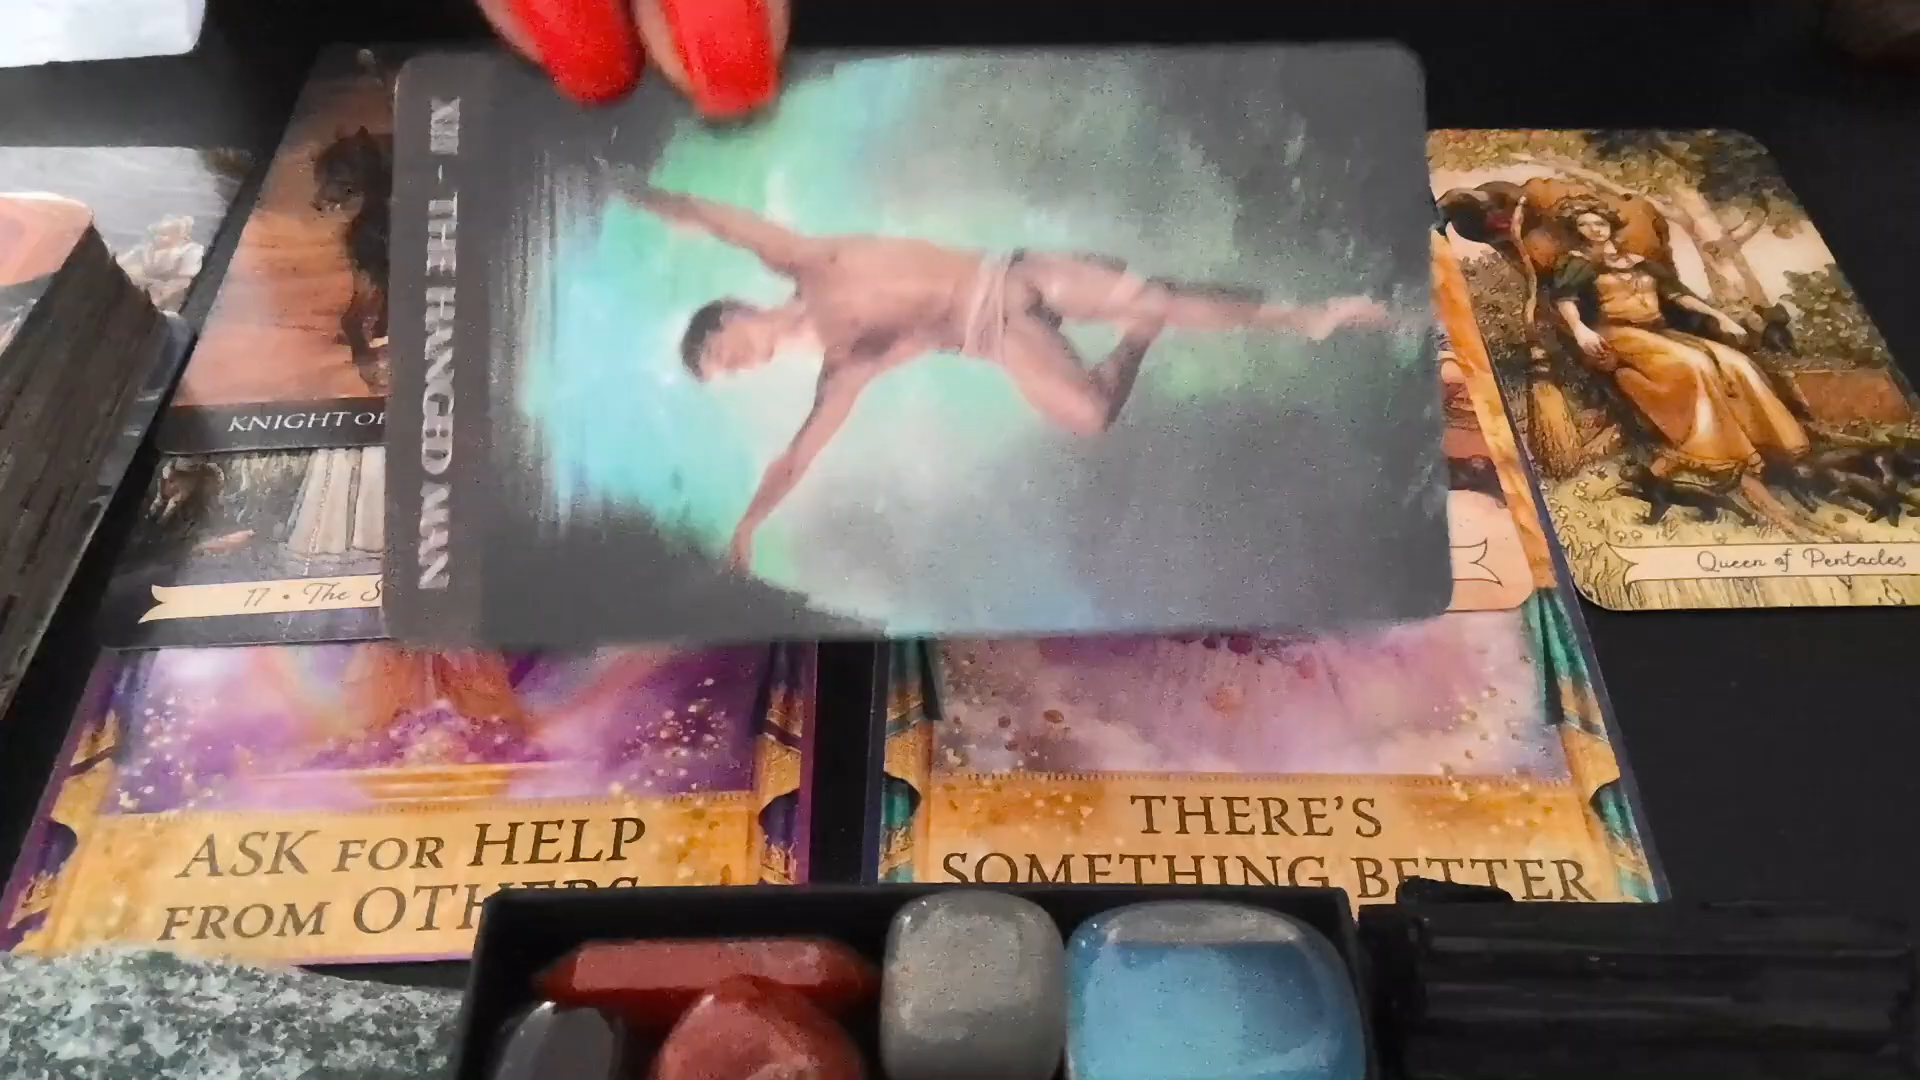 XII - THE HANGED MAN
KNIGHT OF
17 • The S
Queen of Pentacles
ASK FOR HELP
FROM OTHERS
THERE'S
SOMETHING BETTER